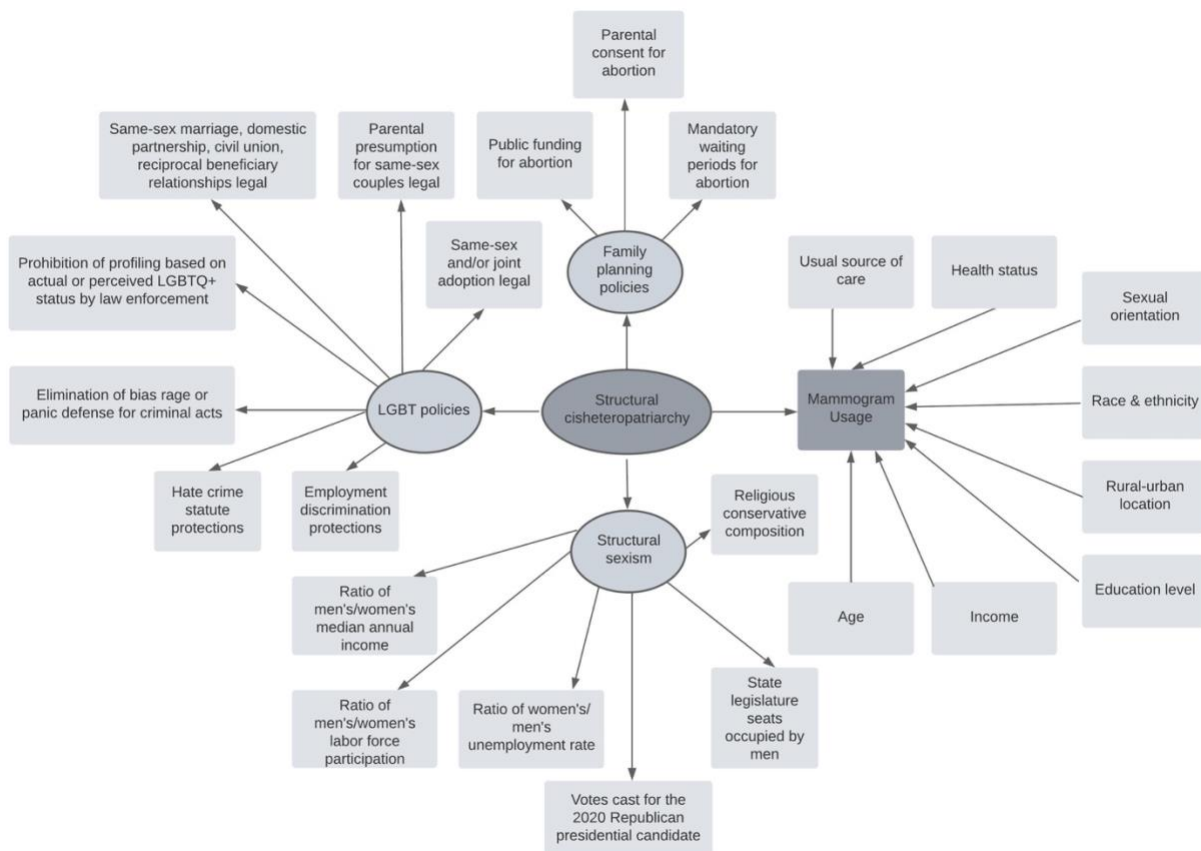 Parental
consent for
abortion
Same-sex marriage, domestic
partnership, civil union,
reciprocal beneficiary
relationships legal
Parental
presumption
for same-sex
couples legal
Public funding
for abortion
Mandatory
waiting
periods for
abortion
Prohibition of profiling based on
actual or perceived LGBTQ+
status by law enforcement
Same-sex
and/or joint
adoption legal
Family
planning
policies
Usual source of
care
Health status
Sexual
orientation
Elimination of bias rage or
panic defense for criminal acts
LGBT policies
Structural
cisheteropatriarchy
Mammogram
Usage
Race & ethnicity
Hate crime
statute
protections
Employment
discrimination
protections
Religious
conservative
composition
Rural-urban
location
Structural
sexism
Education level
Ratio of
men's/women's
median annual
income
Age
Income
Ratio of
men's/women's
labor force
participation
Ratio of women's/
men's
unemployment rate
State
legislature
seats
occupied by
men
Votes cast for the
2020 Republican
presidential candidate